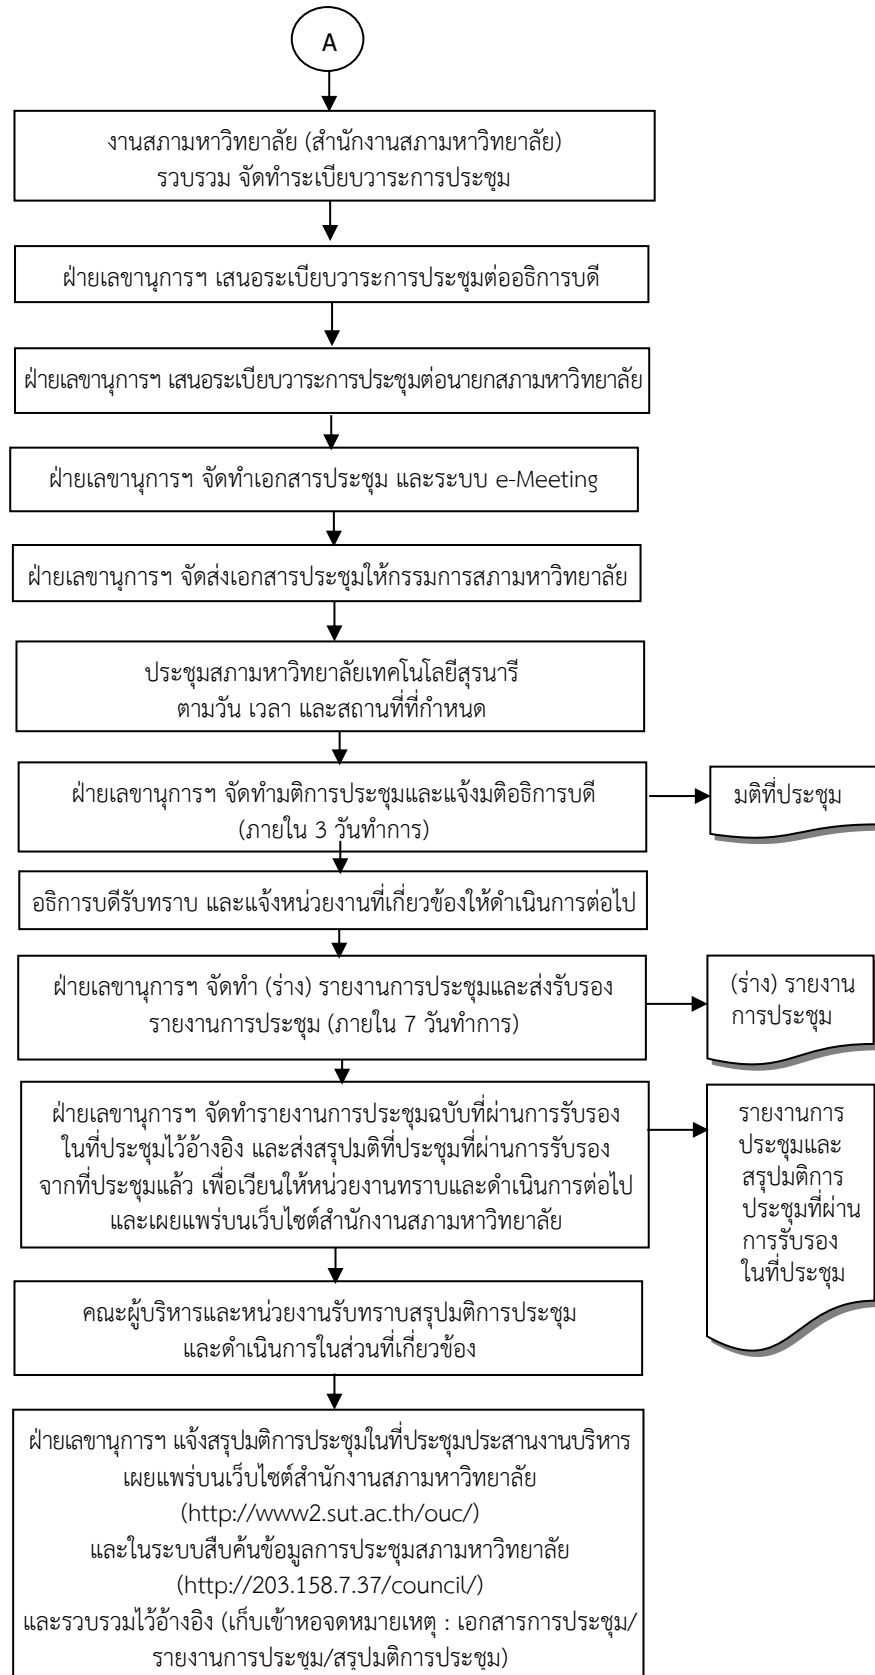 A
งานสภามหาวิทยาลัย (สำนักงานสภามหาวิทยาลัย)
รวบรวม จัดทำระเบียบวาระการประชุม
ฝ่ายเลขานุการฯ เสนอระเบียบวาระการประชุมต่ออธิการบดี
ฝ่ายเลขานุการฯ เสนอระเบียบวาระการประชุมต่อนายกสภามหาวิทยาลัย
ฝ่ายเลขานุการฯ จัดทำเอกสารประชุม และระบบ e-Meeting
ฝ่ายเลขานุการฯ จัดส่งเอกสารประชุมให้กรรมการสภามหาวิทยาลัย
ประชุมสภามหาวิทยาลัยเทคโนโลยีสุรนารี
ตามวัน เวลา และสถานที่ที่กำหนด
ฝ่ายเลขานุการฯ จัดทำมติการประชุมและแจ้งมติอธิการบดี
(ภายใน 3 วันทำการ)
มติที่ประชุม
อธิการบดีรับทราบ และแจ้งหน่วยงานที่เกี่ยวข้องให้ดำเนินการต่อไป
ฝ่ายเลขานุการฯ จัดทำ (ร่าง) รายงานการประชุมและส่งรับรอง
รายงานการประชุม (ภายใน 7 วันทำการ)
(ร่าง) รายงาน
การประชุม
ฝ่ายเลขานุการฯ จัดทำรายงานการประชุมฉบับที่ผ่านการรับรอง
ในที่ประชุมไว้อ้างอิง และส่งสรุปมติที่ประชุมที่ผ่านการรับรอง
จากที่ประชุมแล้ว เพื่อเวียนให้หน่วยงานทราบและดำเนินการต่อไป
และเผยแพร่บนเว็บไซต์สำนักงานสภามหาวิทยาลัย
รายงานการ
ประชุมและ
สรุปมติการ
ประชุมที่ผ่าน
การรับรอง
ในที่ประชุม
คณะผู้บริหารและหน่วยงานรับทราบสรุปมติการประชุม
และดำเนินการในส่วนที่เกี่ยวข้อง
ฝ่ายเลขานุการฯ แจ้งสรุปมติการประชุมในที่ประชุมประสานงานบริหาร
เผยแพร่บนเว็บไซต์สำนักงานสภามหาวิทยาลัย
(http://www2.sut.ac.th/ouc/)
และในระบบสืบค้นข้อมูลการประชุมสภามหาวิทยาลัย
(http://203.158.7.37/council/)
และรวบรวมไว้อ้างอิง (เก็บเข้าหอจดหมายเหตุ : เอกสารการประชุม/
รายงานการประชุม/สรุปมติการประชุม)